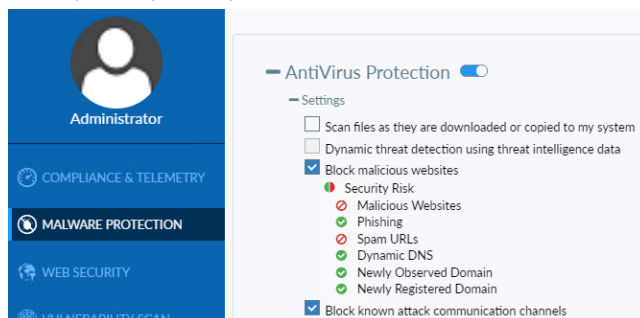 Administrator
COMPLIANCE & TELEMETRY
MALWARE PROTECTION
WEB SECURITY
VULNERABILITY SCAN
AntiVirus Protection
Settings
Scan files as they are downloaded or copied to my system
Dynamic threat detection using threat intelligence data
Block malicious websites
Security Risk
Malicious Websites
Phishing
Spam URLs
Dynamic DNS
Newly Observed Domain
Newly Registered Domain
Block known attack communication channels